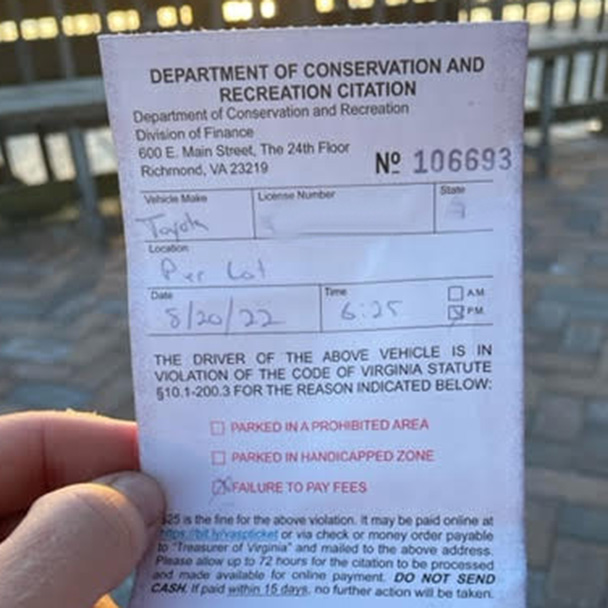 DEPARTMENT OF CONSERVATION AND
RECREATION CITATION
Department of Conservation and Recreation
Division of Finance
600 E. Main Street, The 24th Floor
Richmond, VA 23219
Nº 106693
Vehicle Make
License Number
State
Toyota
Location
Lot
Date
Time
A.M.
8/20/22
6:25
P.M.
THE DRIVER OF THE ABOVE VEHICLE IS IN
VIOLATION OF THE CODE OF VIRGINIA STATUTE
§10.1-200.3 FOR THE REASON INDICATED BELOW:
PARKED IN A PROHIBITED AREA
PARKED IN HANDICAPPED ZONE
FAILURE TO PAY FEES
$25 is the fine for the above violation. It may be paid online at
https://bit.ly/vaspticket or via check or money order payable
to "Treasurer of Virginia" and mailed to the above address.
Please allow up to 72 hours for the citation to be processed
and made available for online payment. DO NOT SEND
CASH. If paid within 15 days, no further action will be taken.